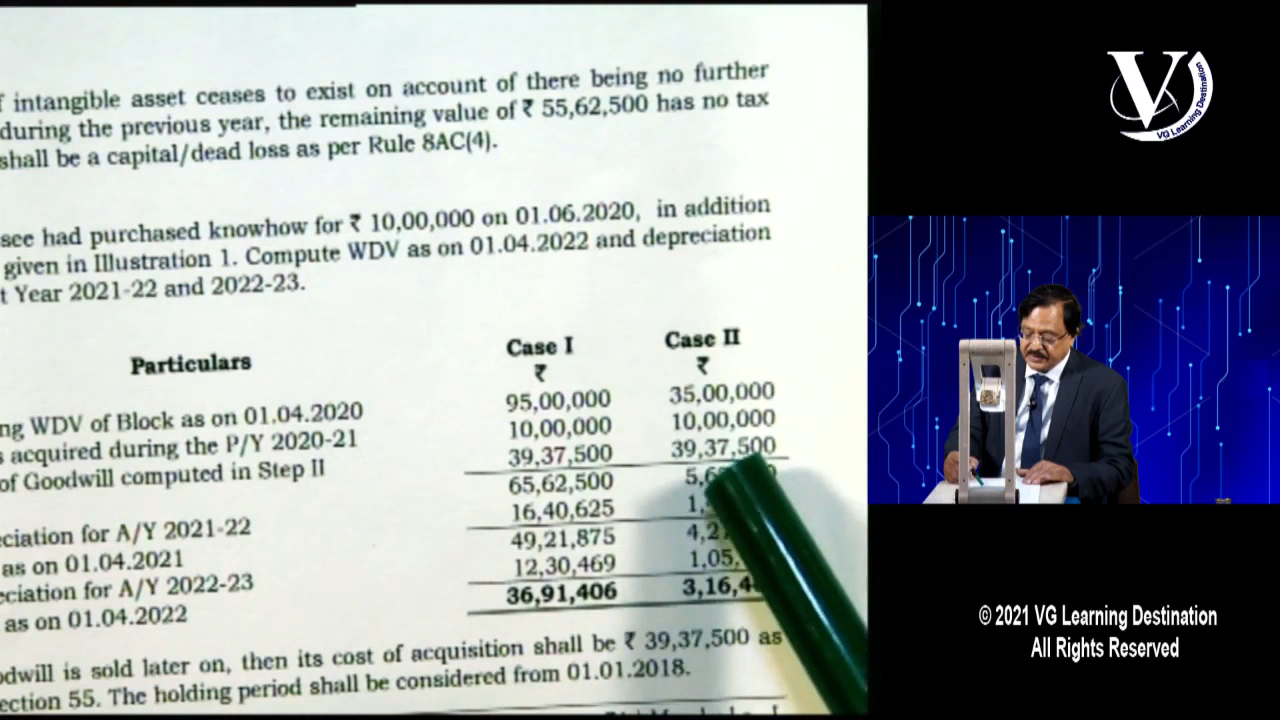 intangible asset ceases to exist on account of there being no further
during the previous year, the remaining value of ₹ 55,62,500 has no tax
shall be a capital/dead loss as per Rule 8AC(4).
see had purchased knowhow for ₹ 10,00,000 on 01.06.2020, in addition
given in Illustration 1. Compute WDV as on 01.04.2022 and depreciation
t Year 2021-22 and 2022-23.
Particulars Case I Case II
₹ ₹
ng WDV of Block as on 01.04.2020 95,00,000 35,00,000
s acquired during the P/Y 2020-21 10,00,000 10,00,000
of Goodwill computed in Step II 39,37,500 39,37,500
65,62,500
ciation for A/Y 2021-22 16,40,625
as on 01.04.2021 49,21,875
eciation for A/Y 2022-23 12,30,469 1,05,
as on 01.04.2022 36,91,406 3,16,4
odwill is sold later on, then its cost of acquisition shall be ₹ 39,37,500 as
ection 55. The holding period shall be considered from 01.01.2018.
V
VG Learning Destination
© 2021 VG Learning Destination
All Rights Reserved